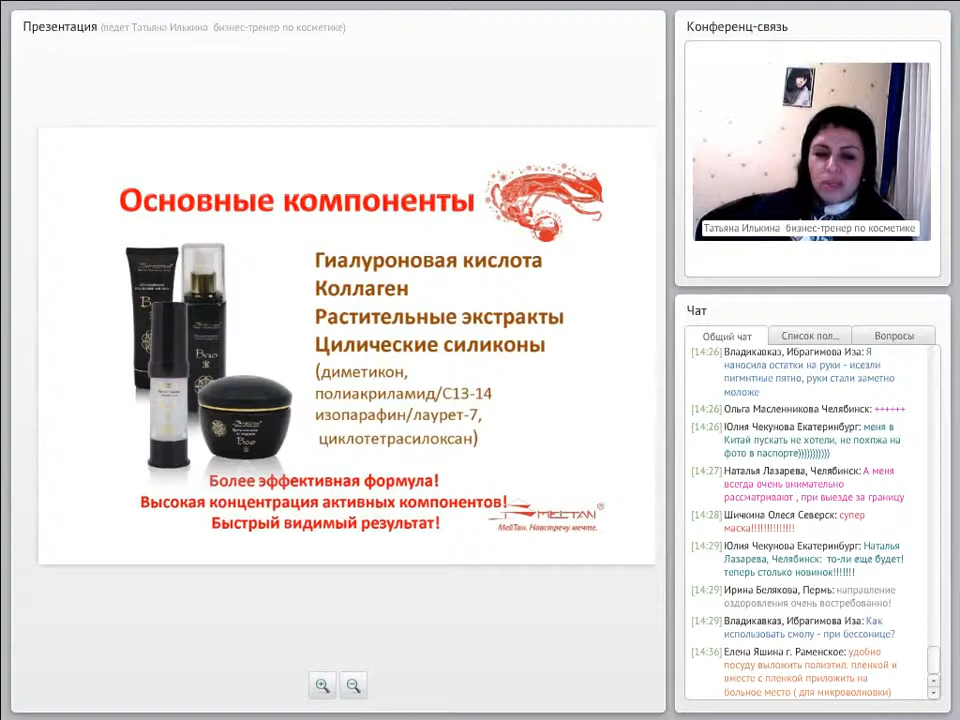 Презентация (ведет Татьяна Илькина бизнес-тренер по косметике)
Основные компоненты
Гиалуроновая кислота
Коллаген
Растительные экстракты
Цилические силиконы
(диметикон,
полиакриламид/С13-14
изопарафин/лаурет-7,
циклотетрасилоксан)
Более эффективная формула!
Высокая концентрация активных компонентов!
Быстрый видимый результат!
МЕЙТАN
МейТан. Навстречу мечте.
Конференц-связь
Татьяна Илькина бизнес-тренер по косметике
Чат
Общий чат
Список пол...
Вопросы
[14:26] Владикавказ, Ибрагимова Иза: Я
наносила остатки на руки - исезли
пигмнтные пятно, руки стали заметно
моложе
[14:26] Ольга Масленникова Челябинск: ++++++
[14:26] Юлия Чекунова Екатеринбург: меня в
Китай пускать не хотели, не похпжа на
фото в паспорте)))))))))))
[14:27] Наталья Лазарева, Челябинск: А меня
всегда очень внимательно
рассматривают , при выезде за границу
[14:28] Шичкина Олеся Северск: супер
маска!!!!!!!!!!!!!!
[14:29] Юлия Чекунова Екатеринбург: Наталья
Лазарева, Челябинск: то-ли еще будет!
теперь столько новинок!!!!!!!
[14:29] Ирина Белякова, Пермь: направление
оздоровления очень востребованно!
[14:29] Владикавказ, Ибрагимова Иза: Как
использовать смолу - при бессонице?
[14:36] Елена Яшина г. Раменское: удобно
посуду выложить полиэтил. пленкой и
вместе с пленкой приложить на
больное место ( для микроволновки)